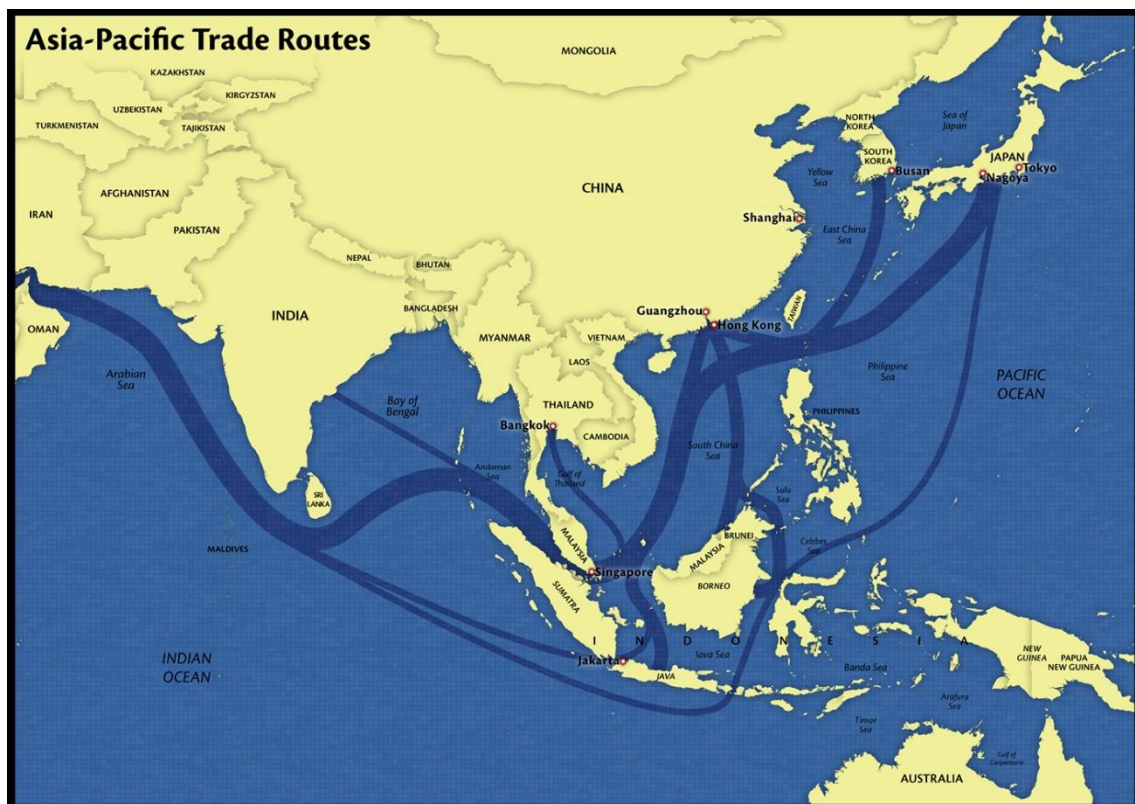 Asia-Pacific Trade Routes
MONGOLIA
KAZAKHSTAN
KYRGYZSTAN
UZBEKISTAN
TURKMENISTAN
TAJIKISTAN
NORTH
KOREA
Sea of
Japan
SOUTH
KOREA
JAPAN
Busan
Tokyo
Nagoya
AFGHANISTAN
CHINA
Yellow
Sea
IRAN
PAKISTAN
Shanghai
East China
Sea
NEPAL
BHUTAN
BANGLADESH
INDIA
Guangzhou
Hong Kong
TAIWAN
OMAN
MYANMAR
VIETNAM
LAOS
Arabian
Sea
Philippine
Sea
PACIFIC
OCEAN
Bay of
Bengal
THAILAND
PHILIPPINES
Bangkok
CAMBODIA
South China
Sea
Andaman
Sea
Gulf of
Thailand
SRI
LANKA
Sulu
Sea
MALDIVES
MALAYSIA
BRUNEI
MALAYSIA
Celebes
Sea
Singapore
SUMATRA
BORNEO
INDONESIA
Java Sea
INDIAN
OCEAN
Jakarta
JAVA
Banda Sea
NEW
GUINEA
PAPUA
NEW GUINEA
Arafura
Sea
Timor
Sea
Gulf of
Carpentaria
AUSTRALIA